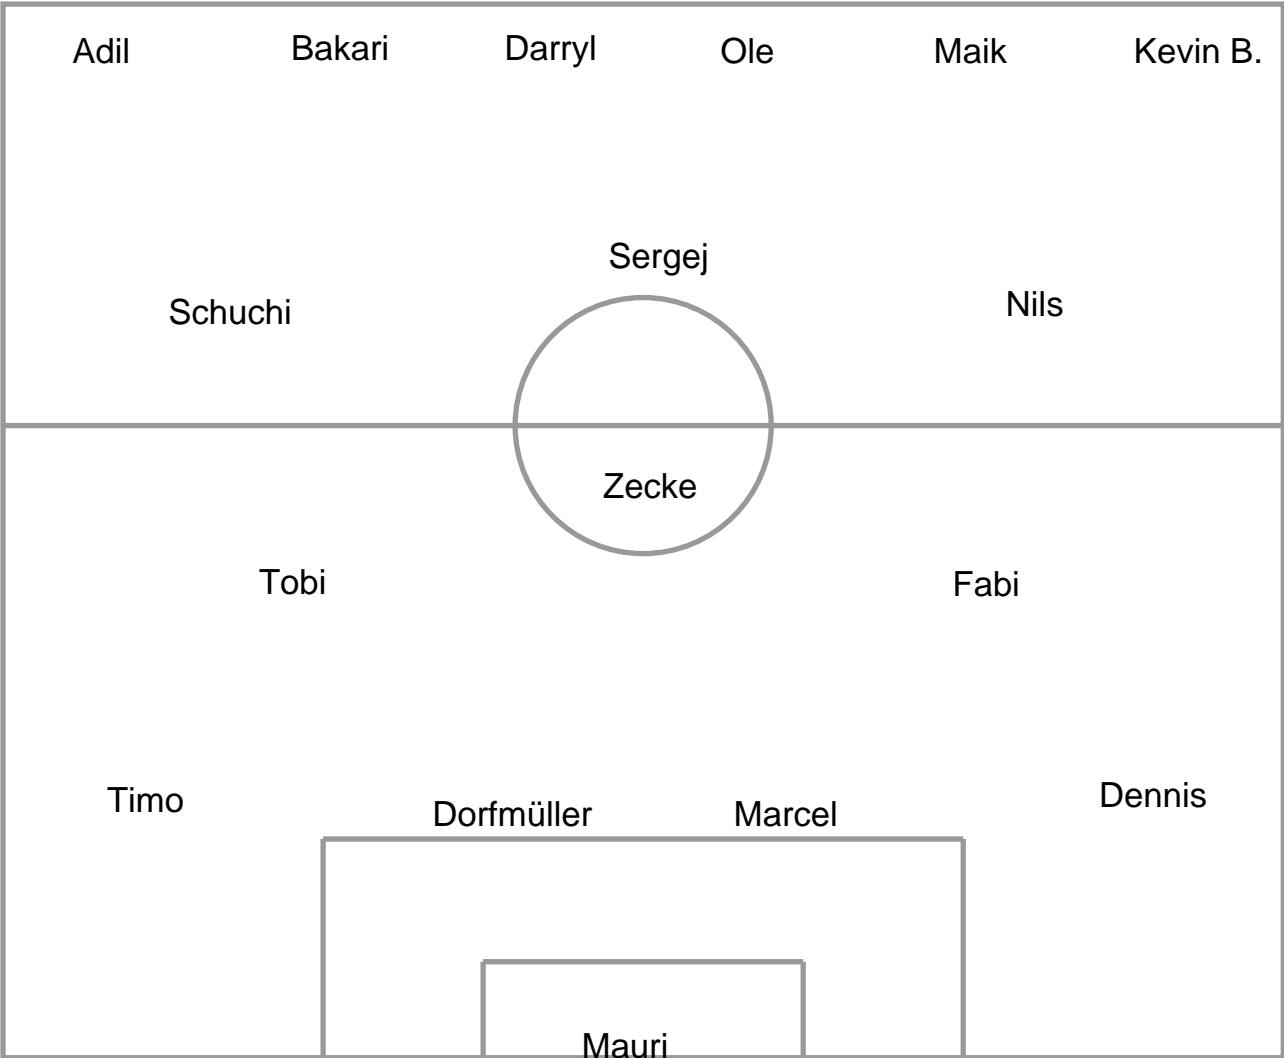 Adil Bakari Darryl Ole Maik Kevin B.
Sergej
Schuchi Nils
Zecke
Tobi Fabi
Timo Dorfmüller Marcel Dennis
Mauri